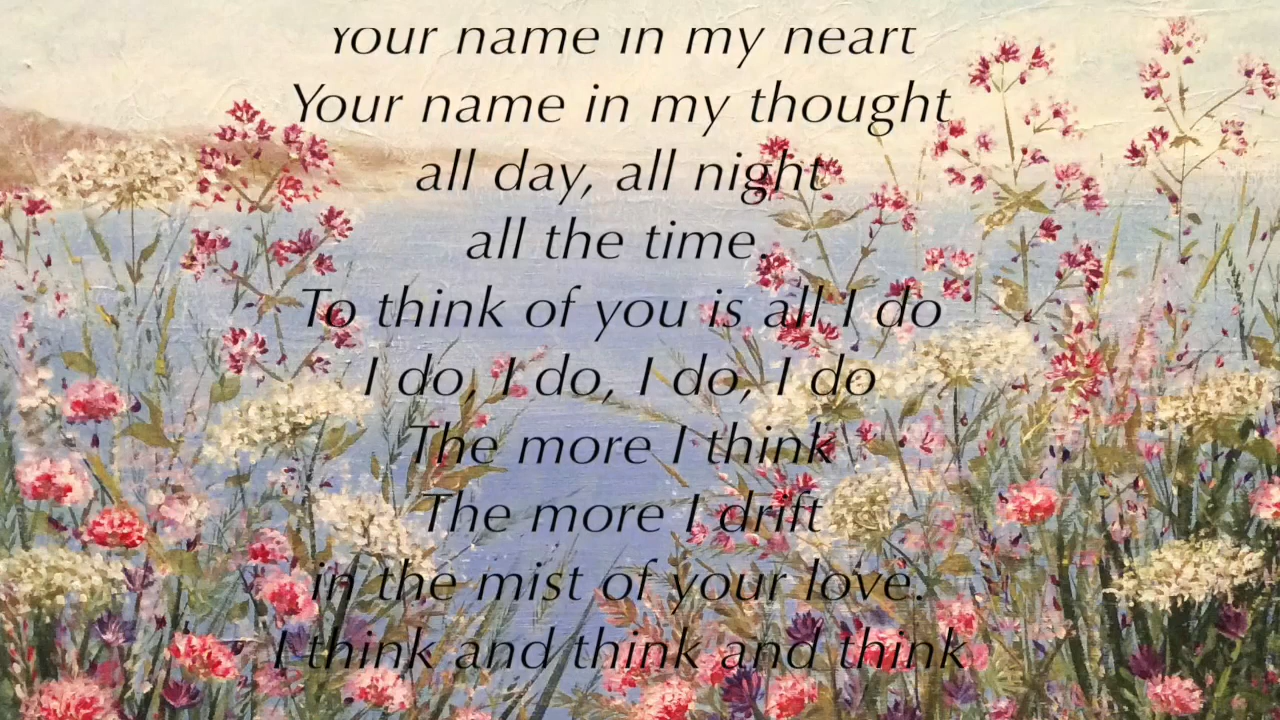 Your name in my heart
Your name in my thought
all day, all night
all the time.
To think of you is all I do
I do, I do, I do, I do
The more I think
The more I drift
in the mist of your love.
I think and think and think